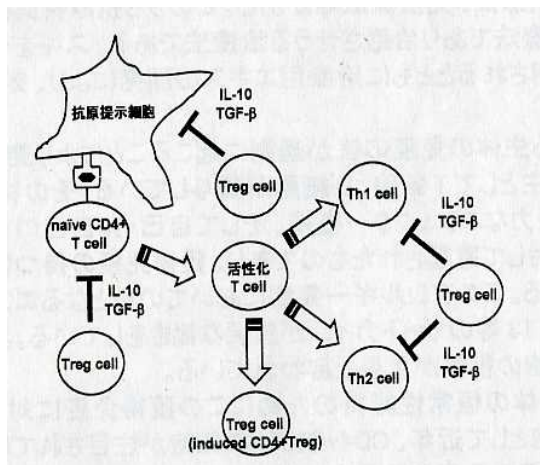 抗原提示細胞
IL-10
TGF-β
Treg cell
naïve CD4+
T cell
IL-10
TGF-β
Treg cell
活性化
T cell
Th1 cell
IL-10
TGF-β
Treg cell
IL-10
TGF-β
Th2 cell
Treg cell
(induced CD4+Treg)